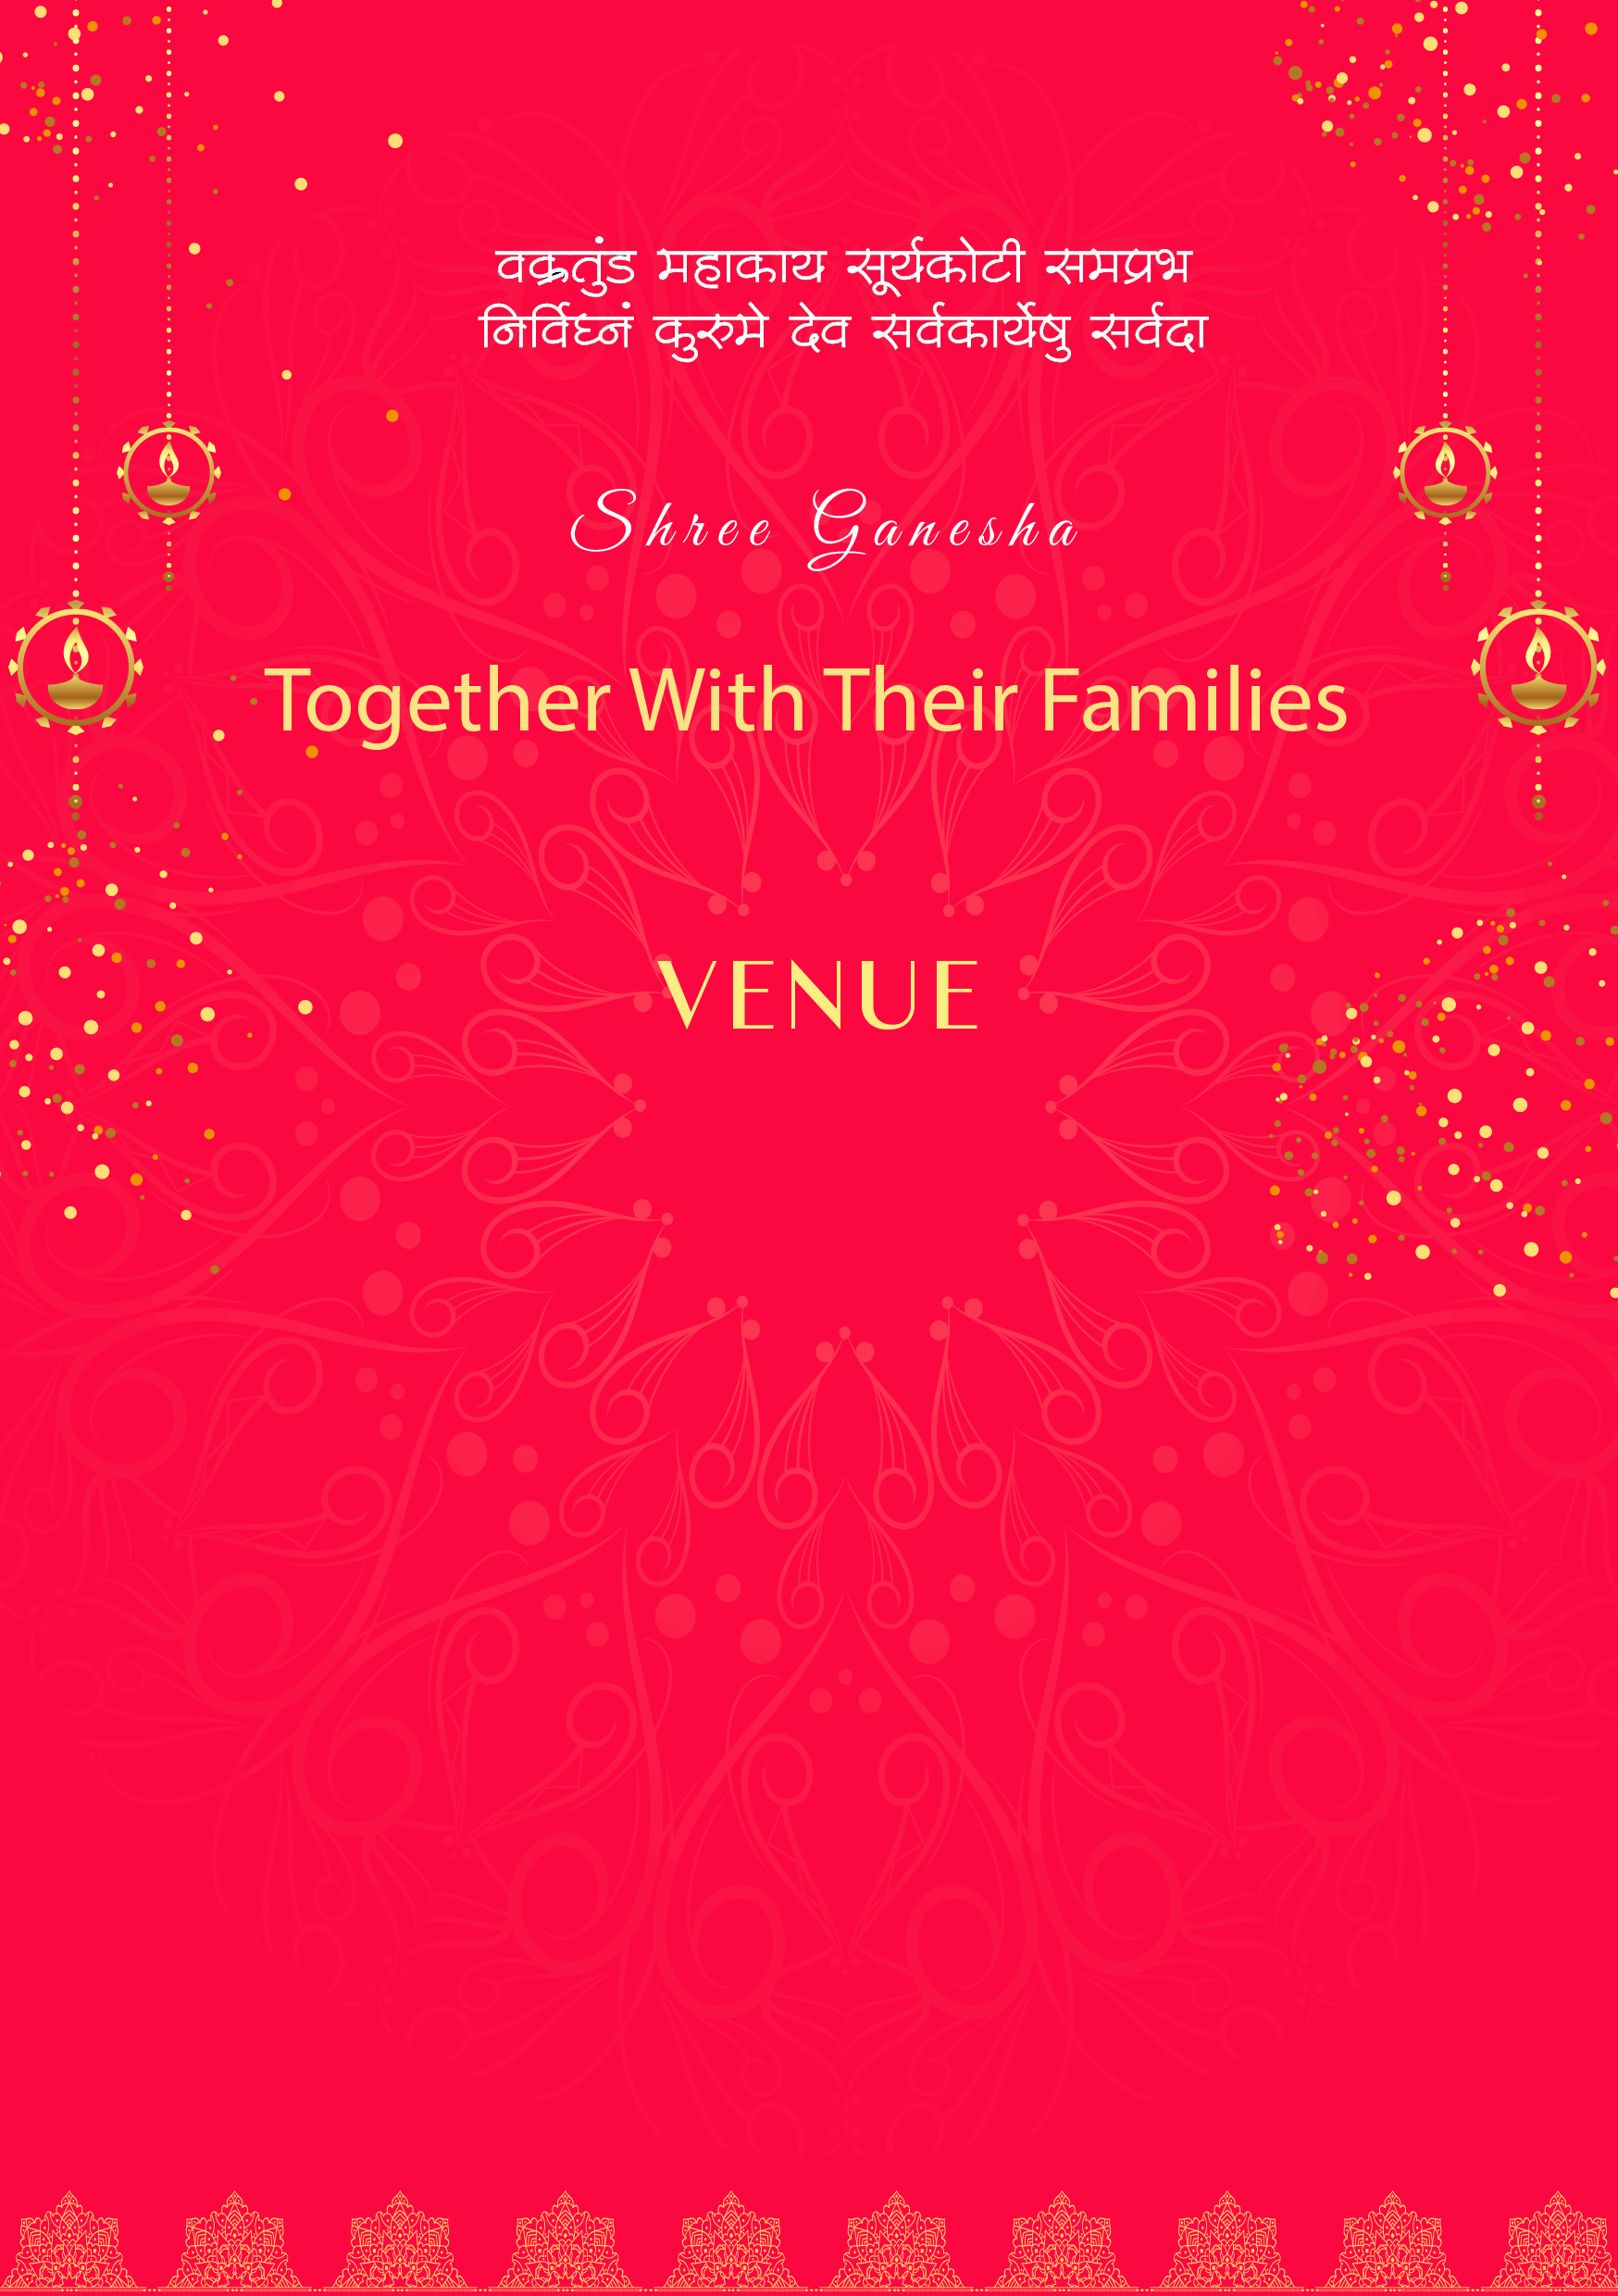 वक्रतुंड महाकाय सूर्यकोटी समप्रभ
निर्विघ्नं कुरुमे देव सर्वकार्येषु सर्वदा
Shree Ganesha
Together With Their Families
VENUE